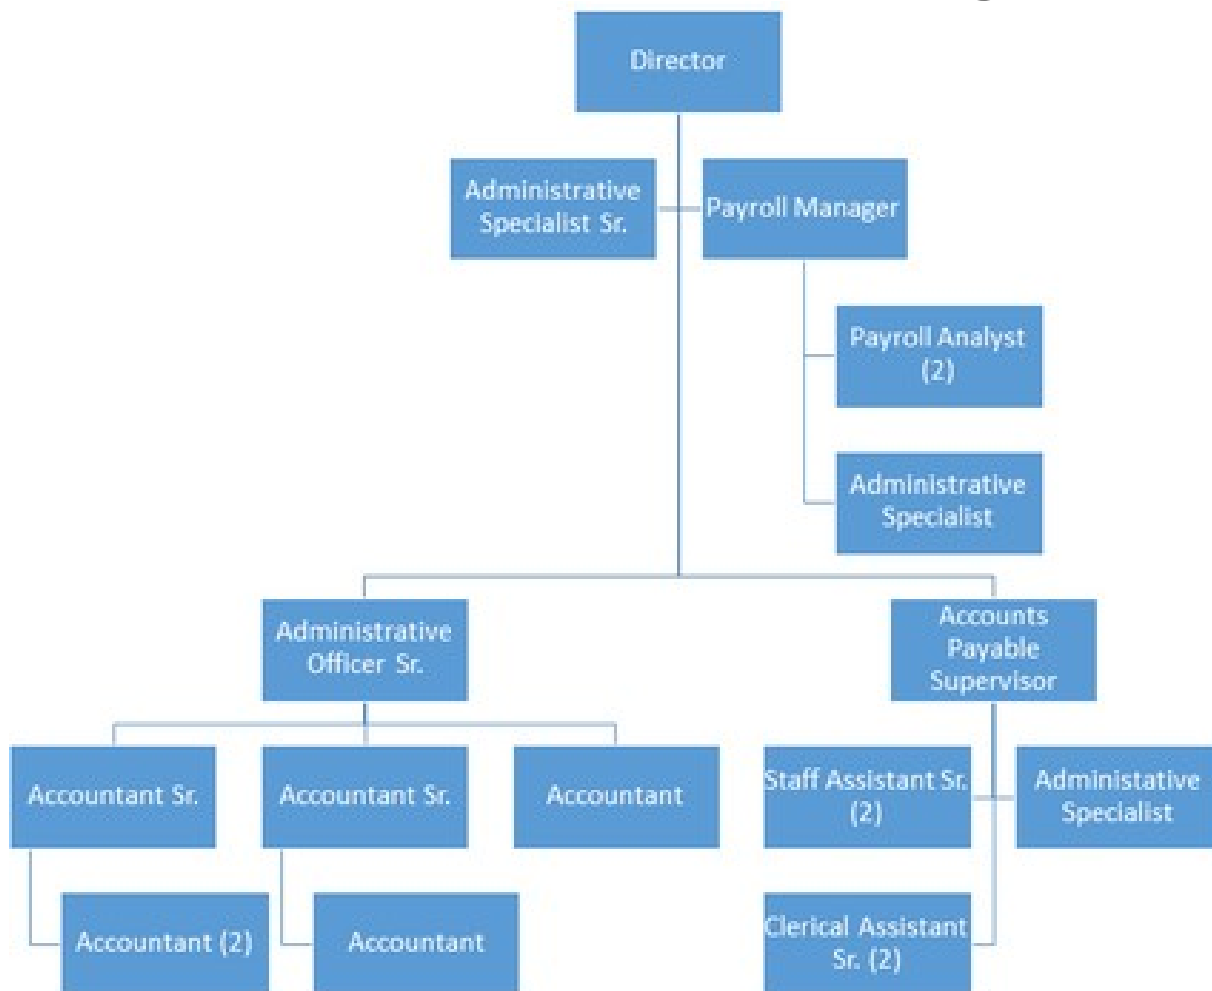 Director
Administrative
Specialist Sr.
Payroll Manager
Payroll Analyst
(2)
Administrative
Specialist
Administrative
Officer Sr.
Accounts
Payable
Supervisor
Accountant Sr.
Accountant Sr.
Accountant
Staff Assistant Sr.
(2)
Administative
Specialist
Accountant (2)
Accountant
Clerical Assistant
Sr. (2)